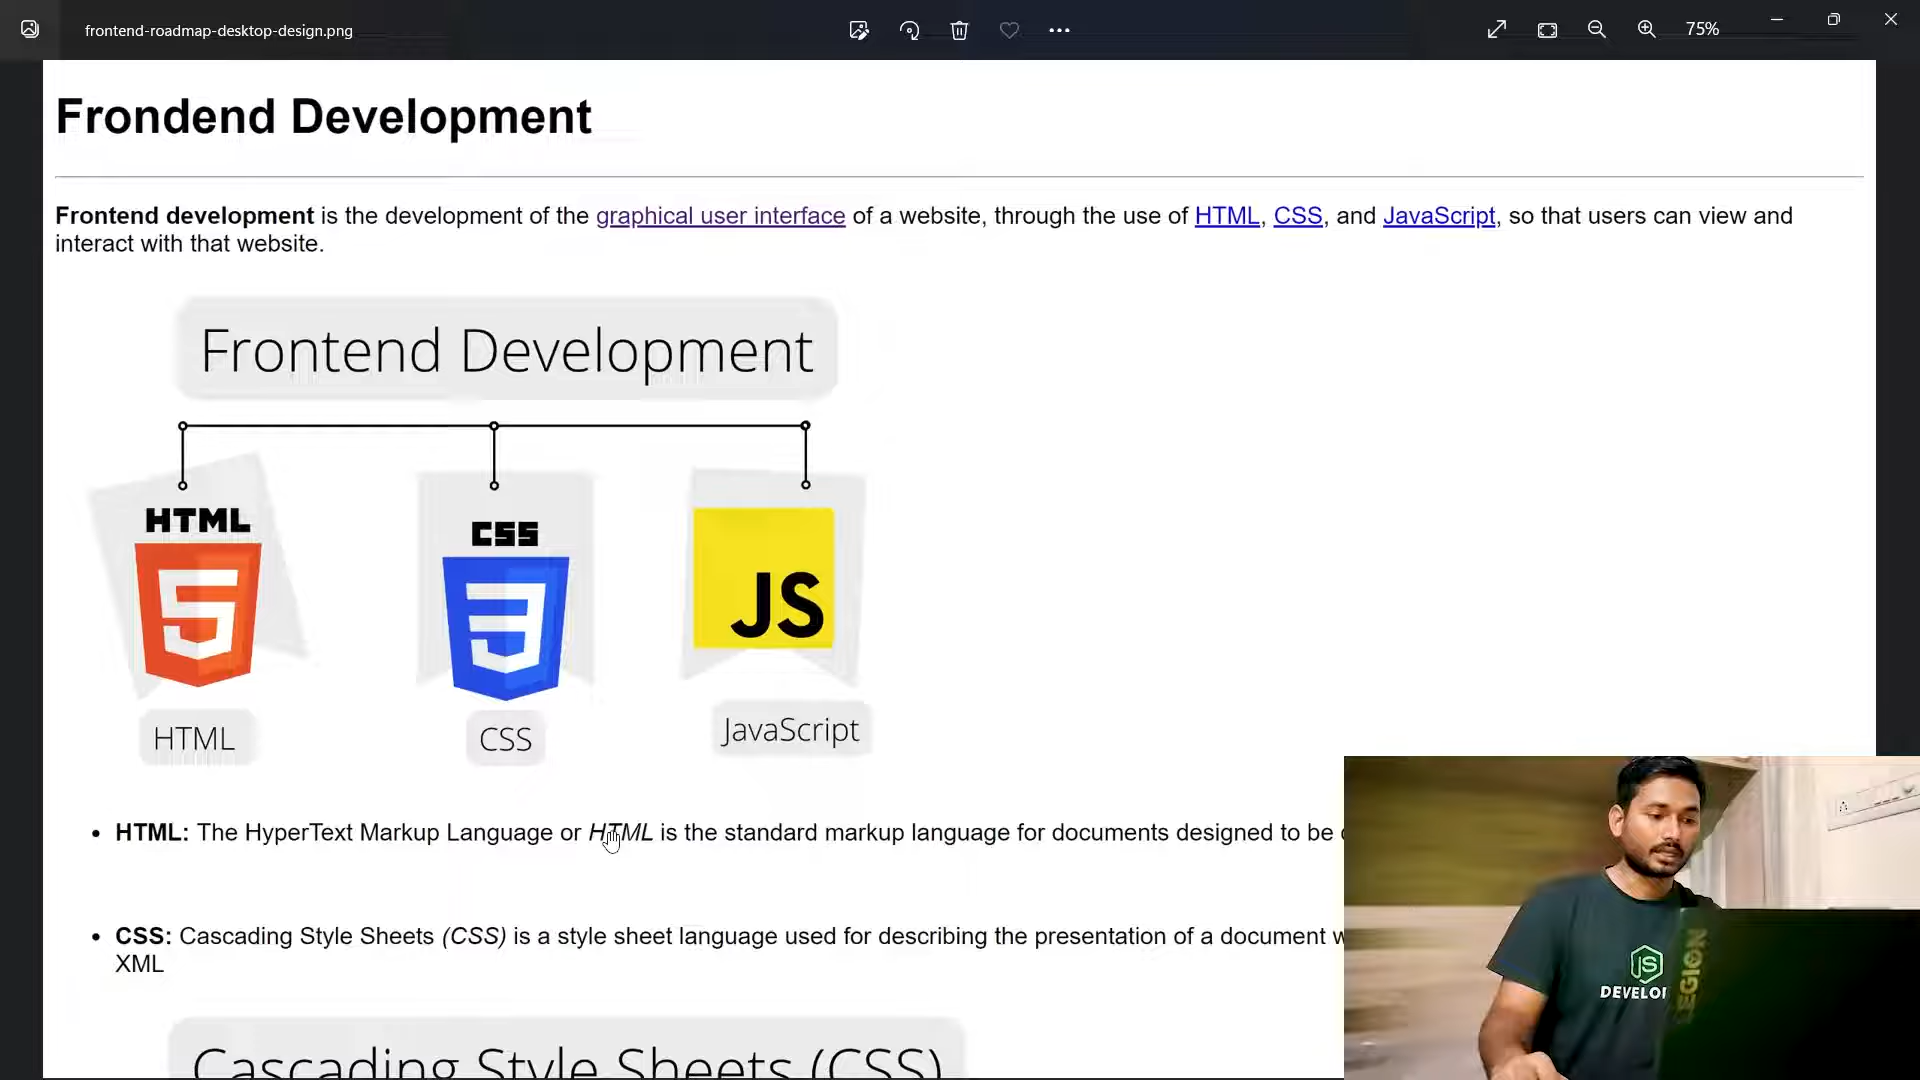 frontend-roadmap-desktop-design.png
75%
Frondend Development
Frontend development is the development of the graphical user interface of a website, through the use of HTML, CSS, and JavaScript, so that users can view and
interact with that website.
Frontend Development
HTML
CSS
JS
HTML
CSS
JavaScript
HTML: The HyperText Markup Language or HTML is the standard markup language for documents designed to be
CSS: Cascading Style Sheets (CSS) is a style sheet language used for describing the presentation of a document
XML
JS
LEGION
Cascading Style Sheets (CSS)